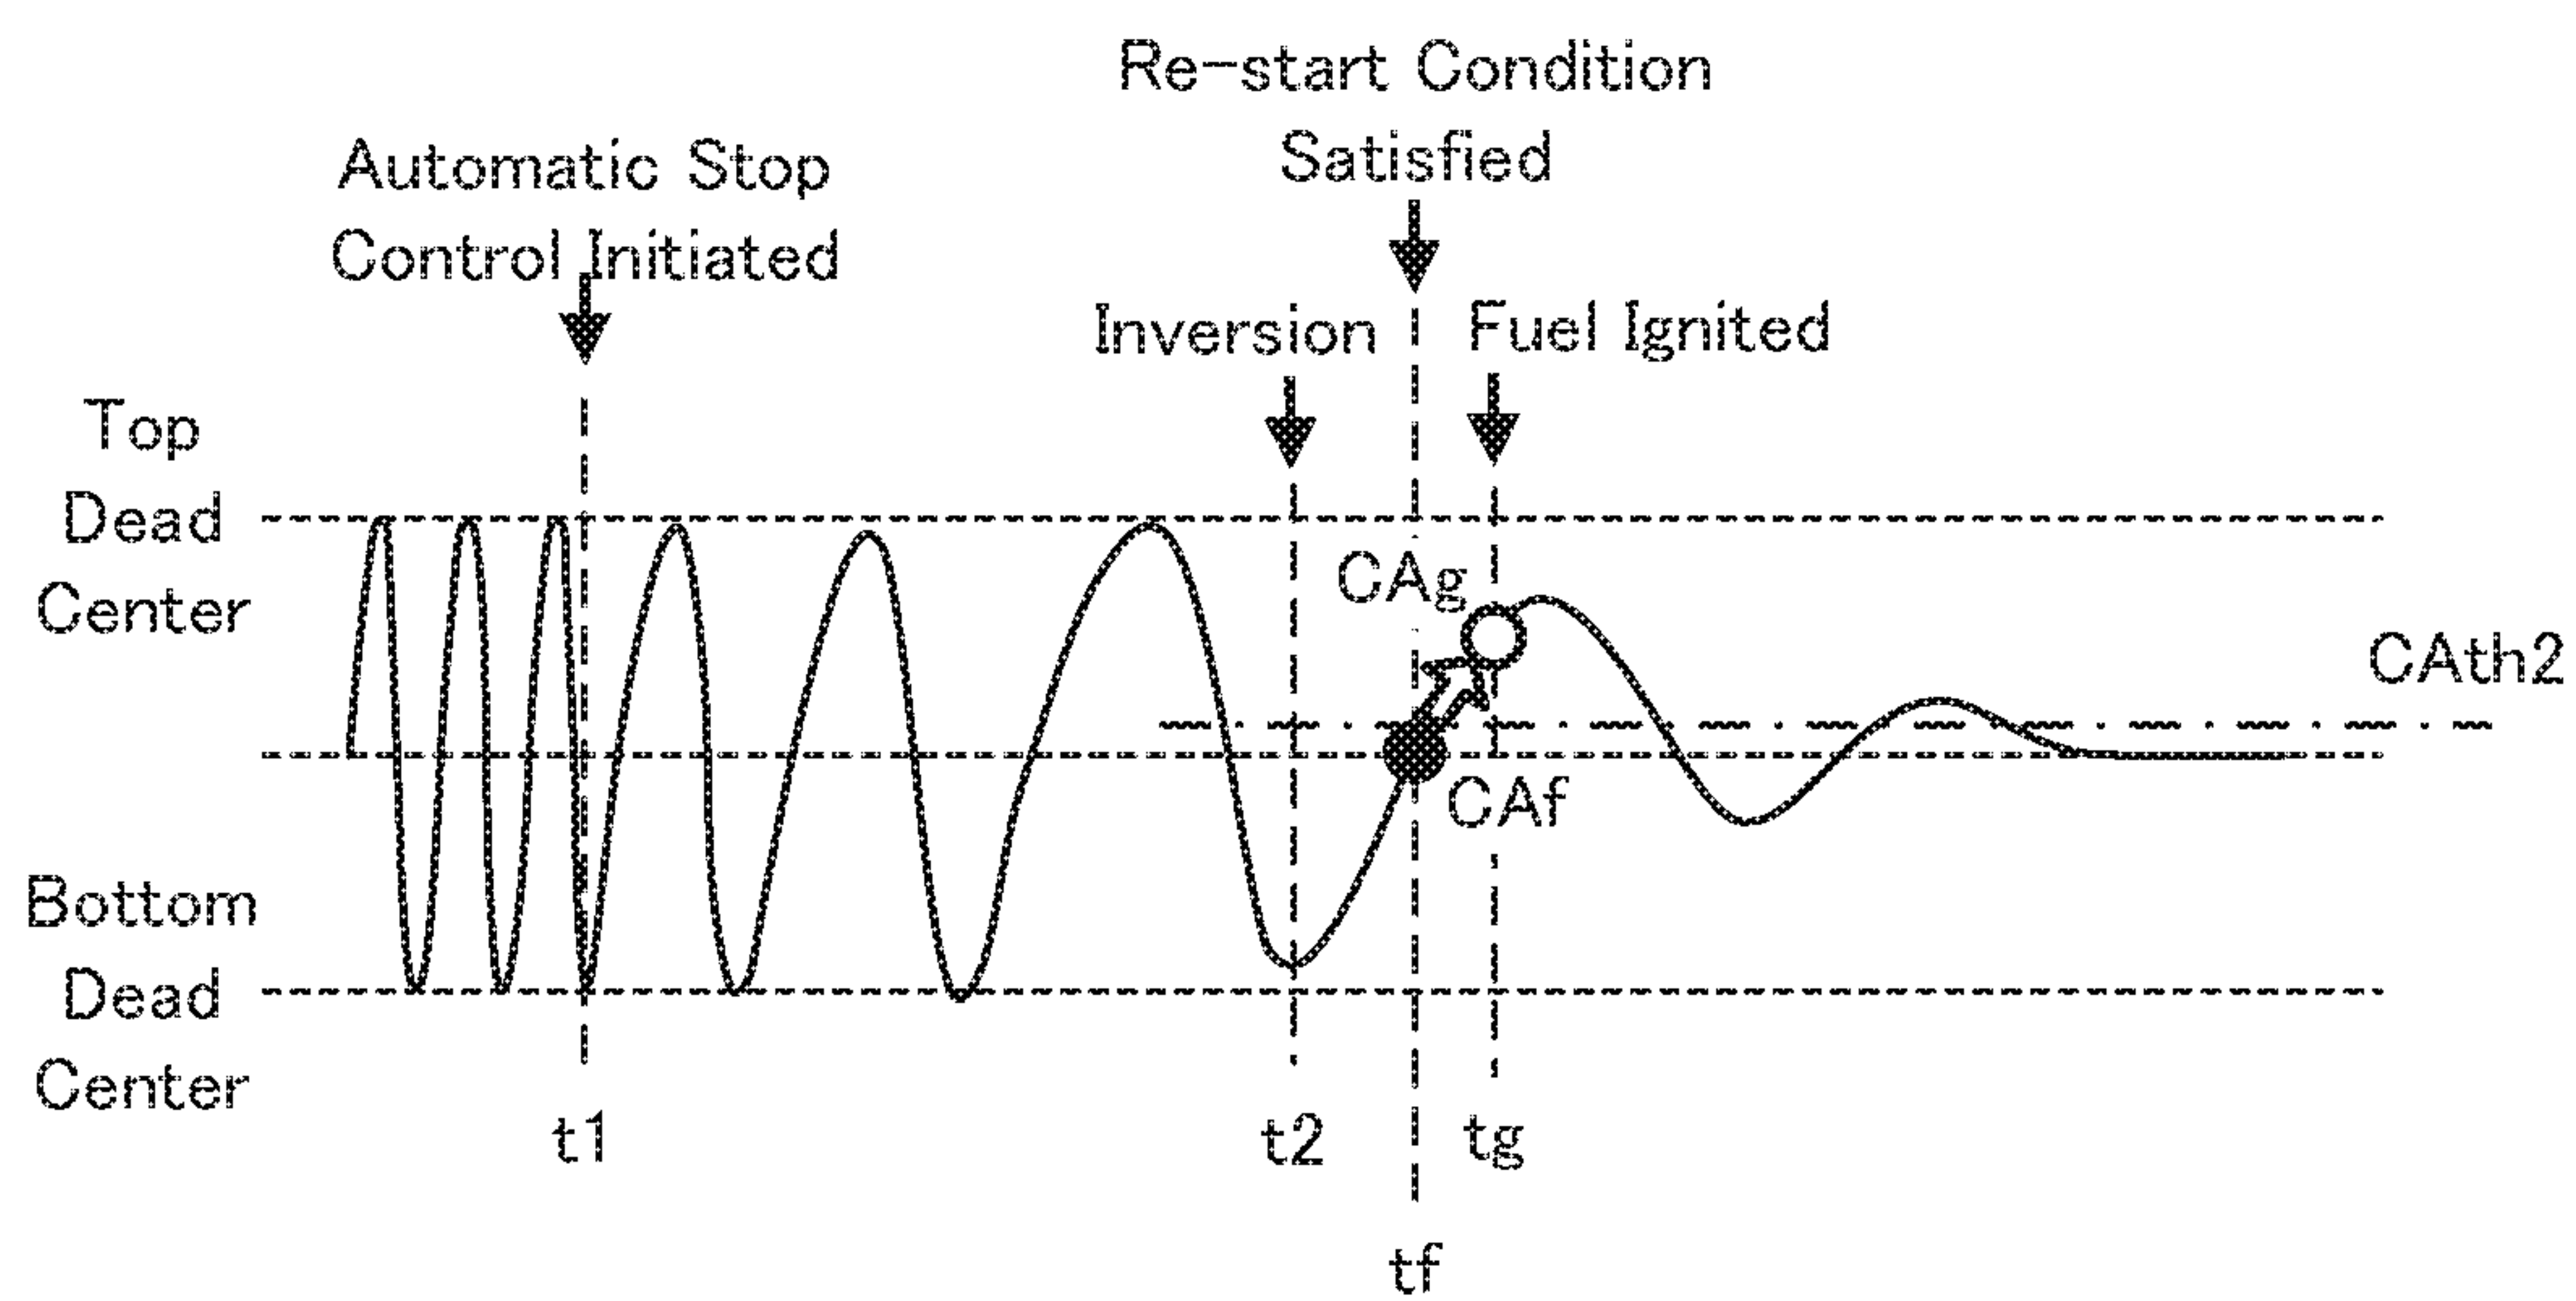 Re-start Condition
Satisfied
Automatic Stop
Control Initiated
Inversion
Fuel Ignited
Top
Dead
Center
CAg
CAth2
CAf
Bottom
Dead
Center
t1
t2
tg
tf